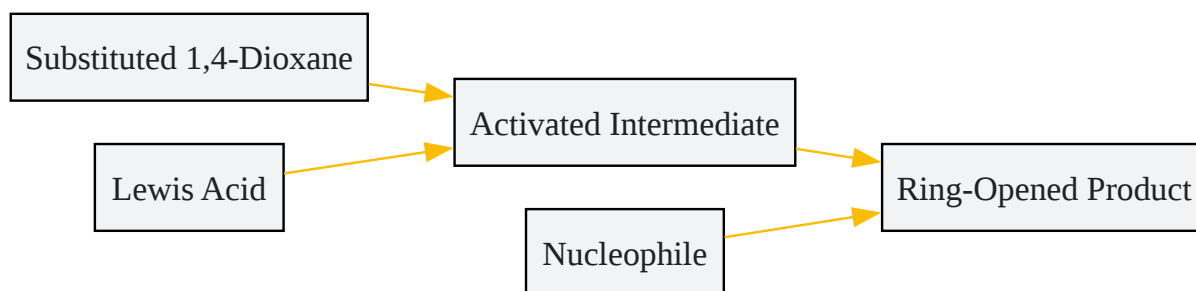 Substituted 1,4-Dioxane
Lewis Acid
Activated Intermediate
Nucleophile
Ring-Opened Product